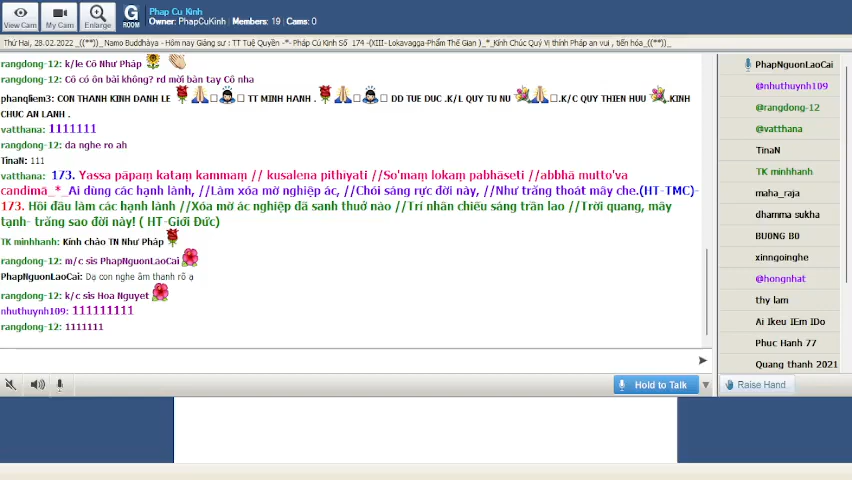 View Cam
My Cam
Enlarge
G ROOM
Phap Cu Kinh
Owner: PhapCuKinh | Members: 19 | Cams: 0
Thứ Hai, 28.02.2022 _((**)_ Namo Buddhàya - Hôm nay Giảng sư : TT Tuệ Quyền -*- Pháp Cú Kinh Số 174 -(XIII- Lokavagga-Phẩm Thế Gian )_*_Kính Chúc Quý Vị thính Pháp an vui , tiến hóa_((**)_
rangdong-12: k/le Cô Như Pháp
rangdong-12: Cô có ôn bài không? rd mời bàn tay Cô nha
phanqliem3: CON THANH KINH DANH LE TT MINH HANH . DD TUE DUC .K/L QUY TU NU .K/C QUY THIEN HUU .KINH
CHUC AN LANH .
vatthana: 1111111
rangdong-12: da nghe ro ah
TinaN: 111
vatthana: 173. Yassa pāpaṃ kataṃ kammaṃ // kusalena pithīyati //So'maṃ lokaṃ pabhāseti //abbhā mutto'va
candimā_*_Ai dùng các hạnh lành, //Làm xóa mờ nghiệp ác, //Chói sáng rực đời này, //Như trăng thoát mây che.(HT-TMC)-
173. Hồi đầu làm các hạnh lành //Xóa mờ ác nghiệp đã sanh thuở nào //Trí nhân chiếu sáng trần lao //Trời quang, mây
tạnh- trăng sao đời này! ( HT-Giới Đức)
TK minhhanh: Kính chào TN Như Pháp
rangdong-12: m/c sis PhapNguonLaoCai
PhapNguonLaoCai: Dạ con nghe âm thanh rõ ạ
rangdong-12: k/c sis Hoa Nguyet
nhuthuynh109: 111111111
rangdong-12: 1111111
Hold to Talk
PhapNguonLaoCai
@nhuthuynh109
@rangdong-12
@vatthana
TinaN
TK minhhanh
maha_raja
dhamma sukha
BU0NG B0
xinngoinghe
@hongnhat
thy lam
Ai Ikeu IEm IDo
Phuc Hanh 77
Quang thanh 2021
Raise Hand